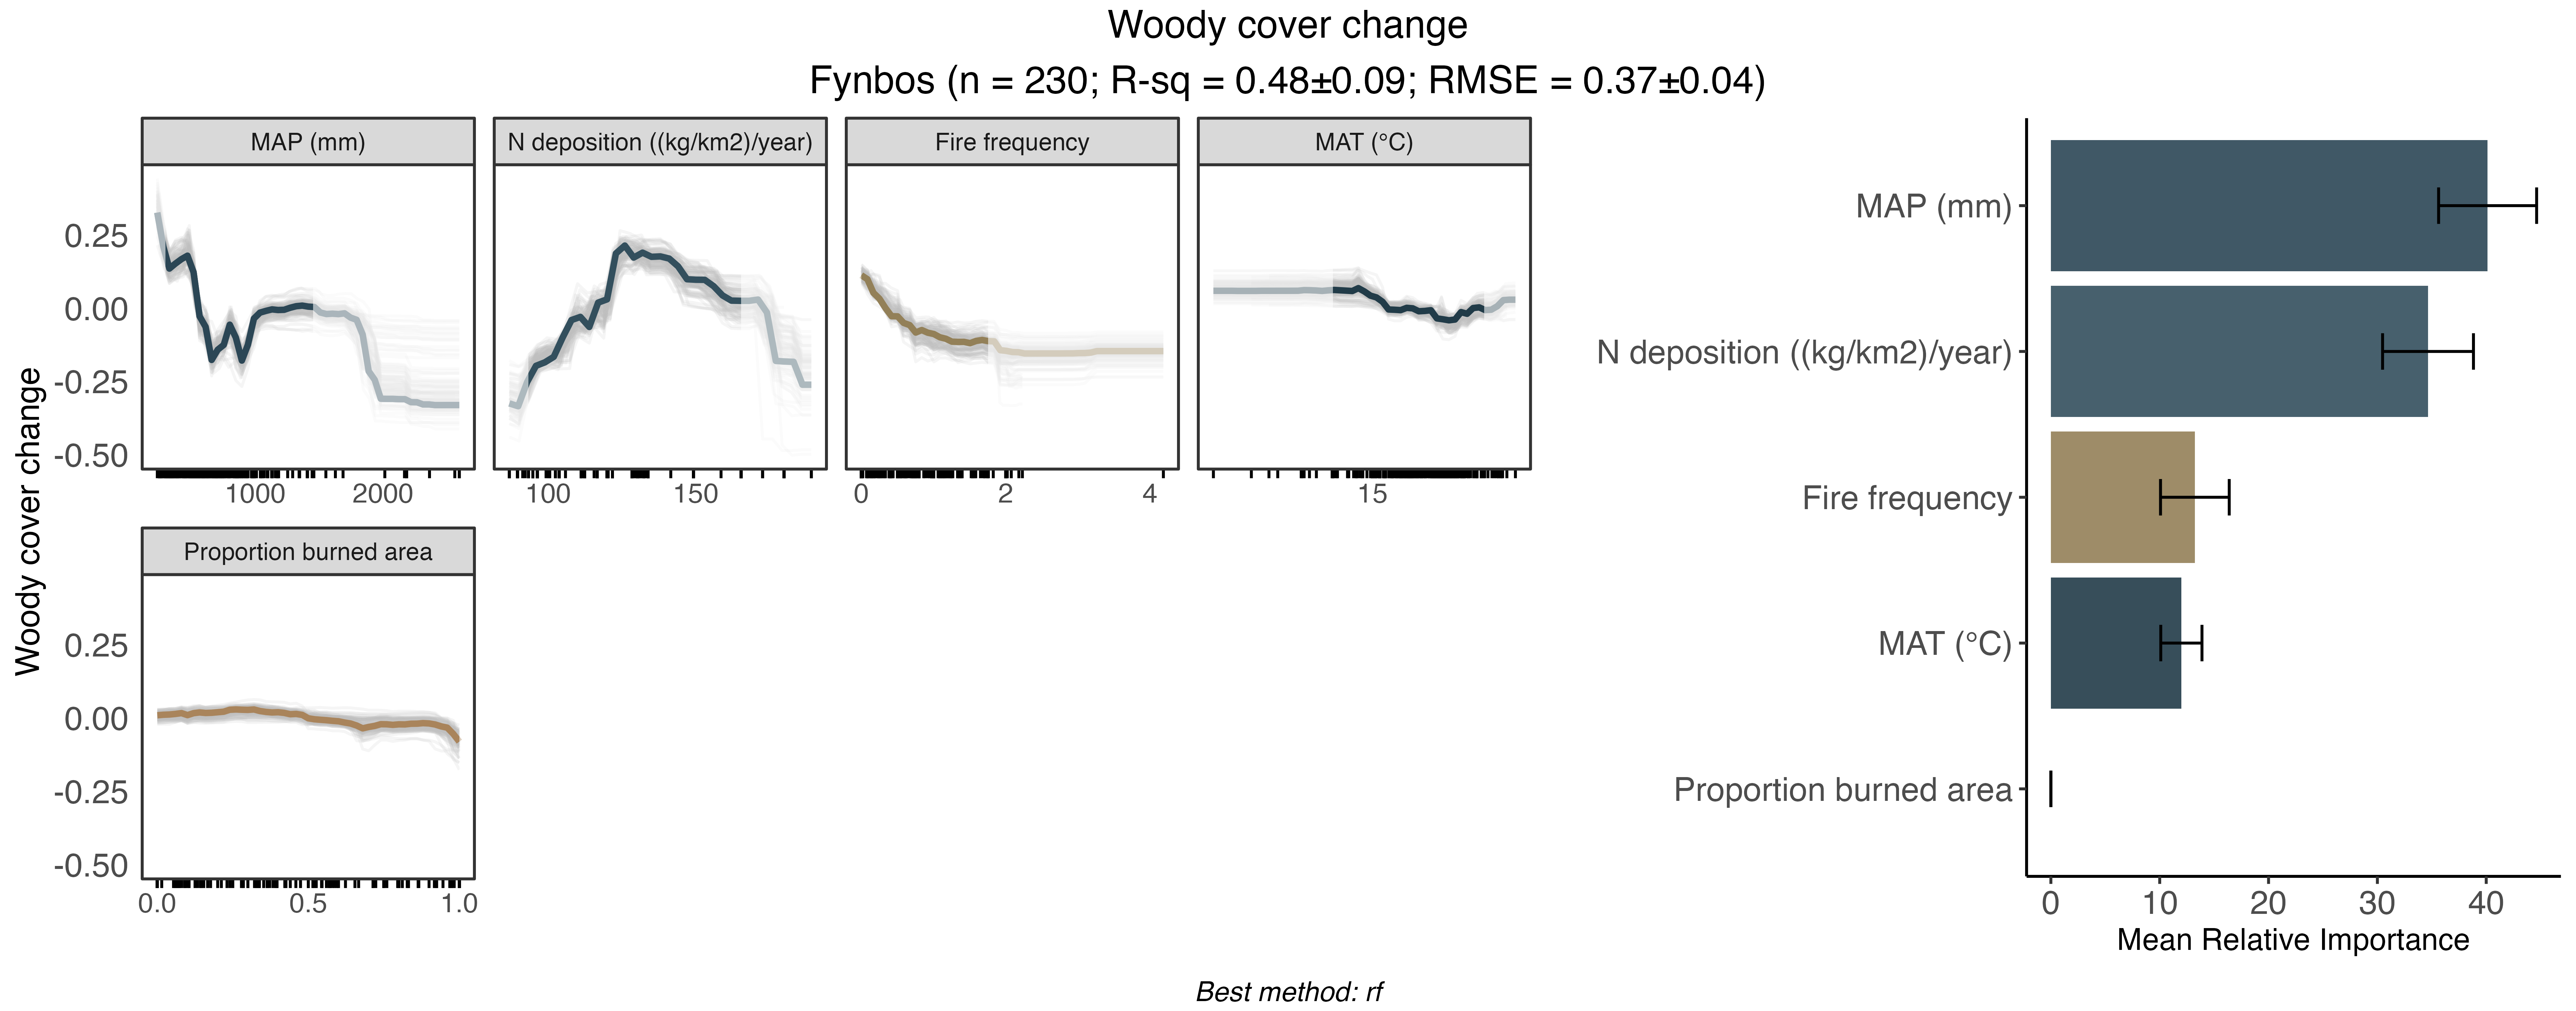 Woody cover change
Fynbos (n = 230; R-sq = 0.48±0.09; RMSE = 0.37±0.04)
MAP (mm)
N deposition ((kg/km2)/year)
Fire frequency
MAT (°C)
Woody cover change
0.25
0.00
-0.25
-0.50
1000 2000
100 150
0 2 4
15
Proportion burned area
0.25
0.00
-0.25
-0.50
0.0 0.5 1.0
MAP (mm)
N deposition ((kg/km2)/year)
Fire frequency
MAT (°C)
Proportion burned area
0 10 20 30 40
Mean Relative Importance
Best method: rf